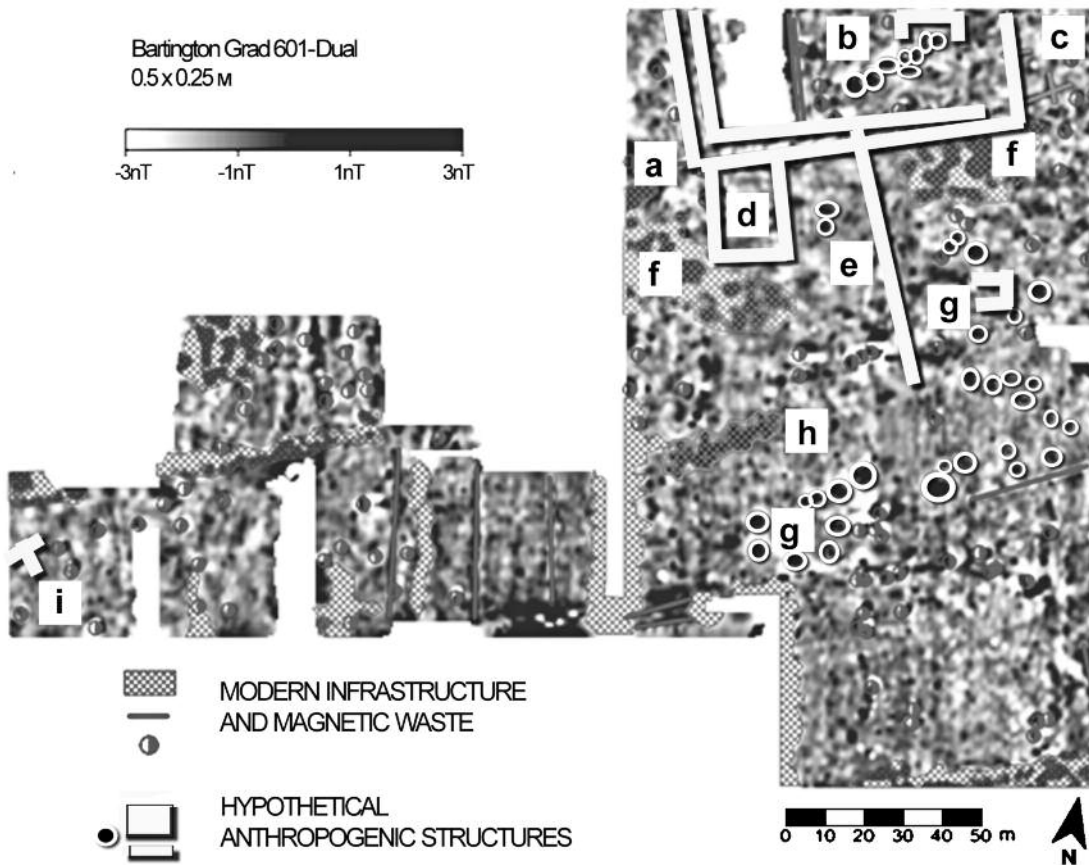 Bartington Grad 601-Dual
0.5 x 0.25 м
-3nT -1nT 1nT 3nT
b c
a f
d
f e
g
h
g
i
MODERN INFRASTRUCTURE
AND MAGNETIC WASTE
HYPOTHETICAL
ANTHROPOGENIC STRUCTURES
0 10 20 30 40 50 m
N